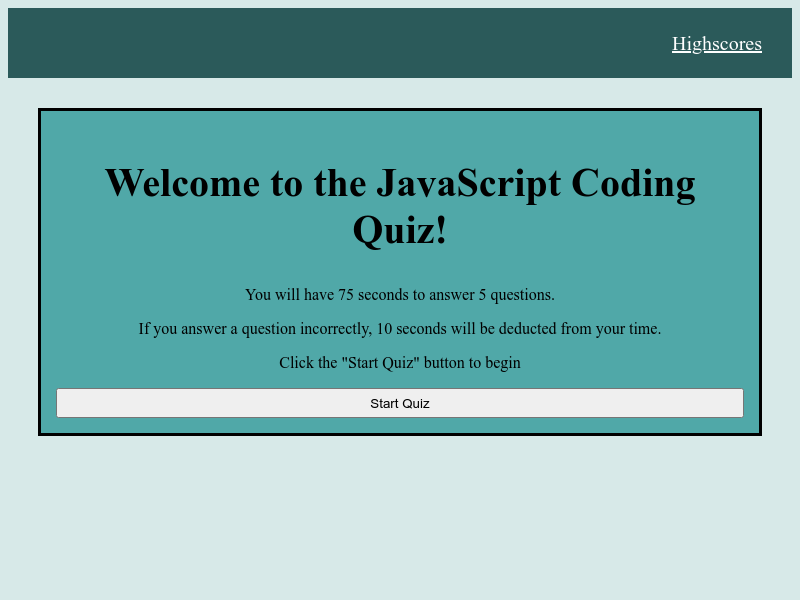 Highscores
Welcome to the JavaScript Coding
Quiz!
You will have 75 seconds to answer 5 questions.
If you answer a question incorrectly, 10 seconds will be deducted from your time.
Click the "Start Quiz" button to begin
Start Quiz